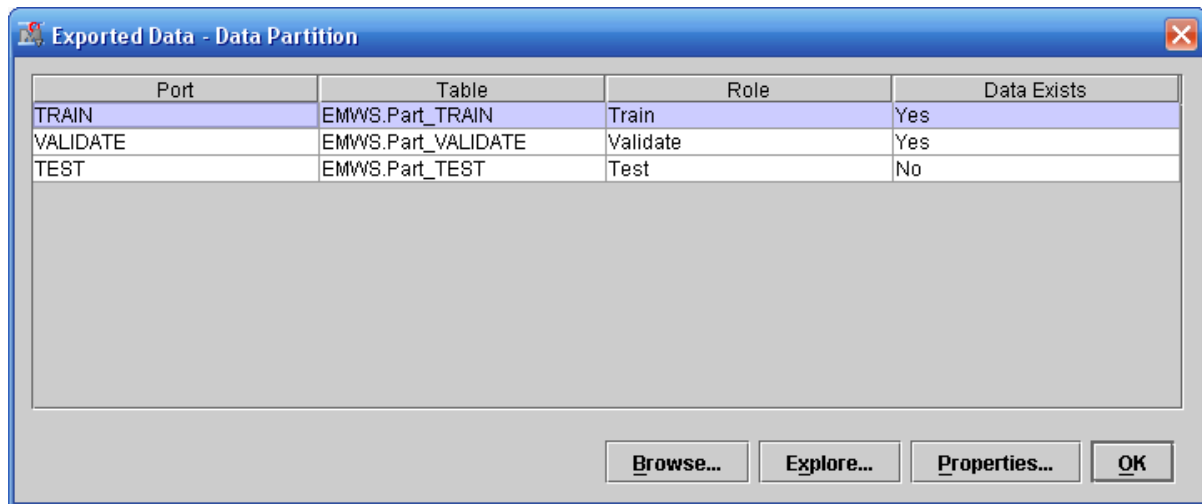 Exported Data - Data Partition
Port Table Role Data Exists
TRAIN EMWS.Part_TRAIN Train Yes
VALIDATE EMWS.Part_VALIDATE Validate Yes
TEST EMWS.Part_TEST Test No
Browse... Explore... Properties... OK